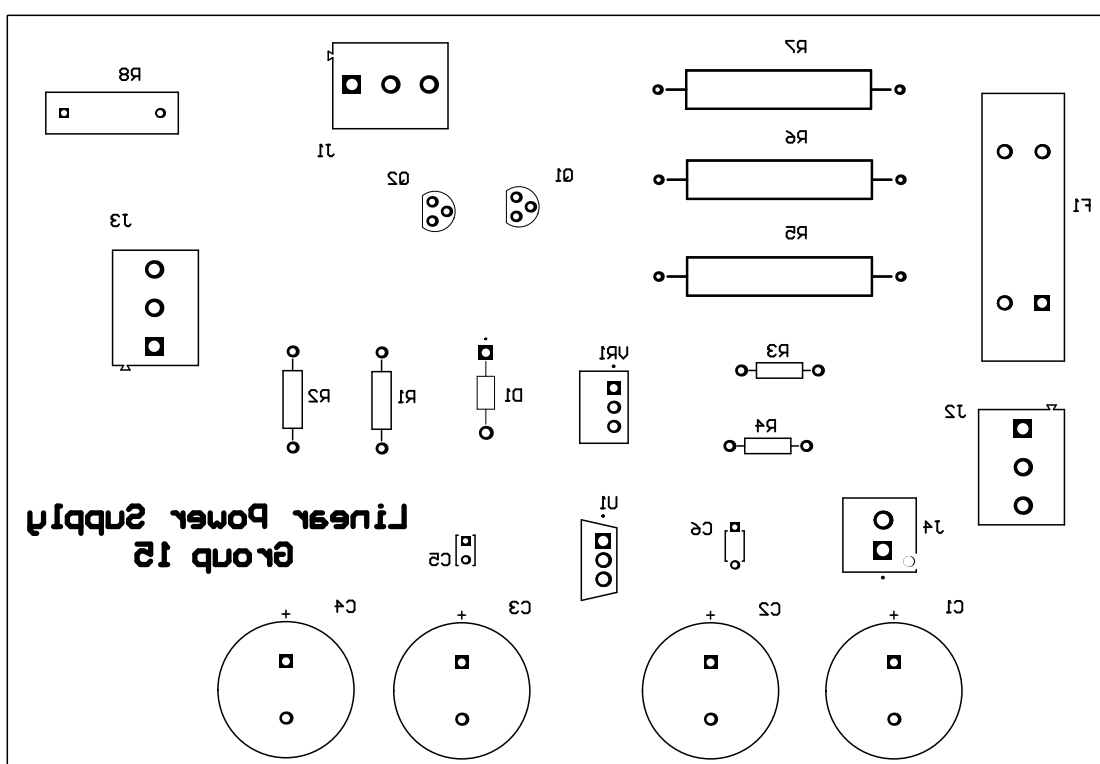 R7
R8
R6
J1
Q2
Q1
F1
J3
R5
VR1
R3
R2
R1
D1
J2
R4
Linear Power Supply
Group 15
U1
C6
J4
C5
C4
+
C3
+
C2
+
C1
+